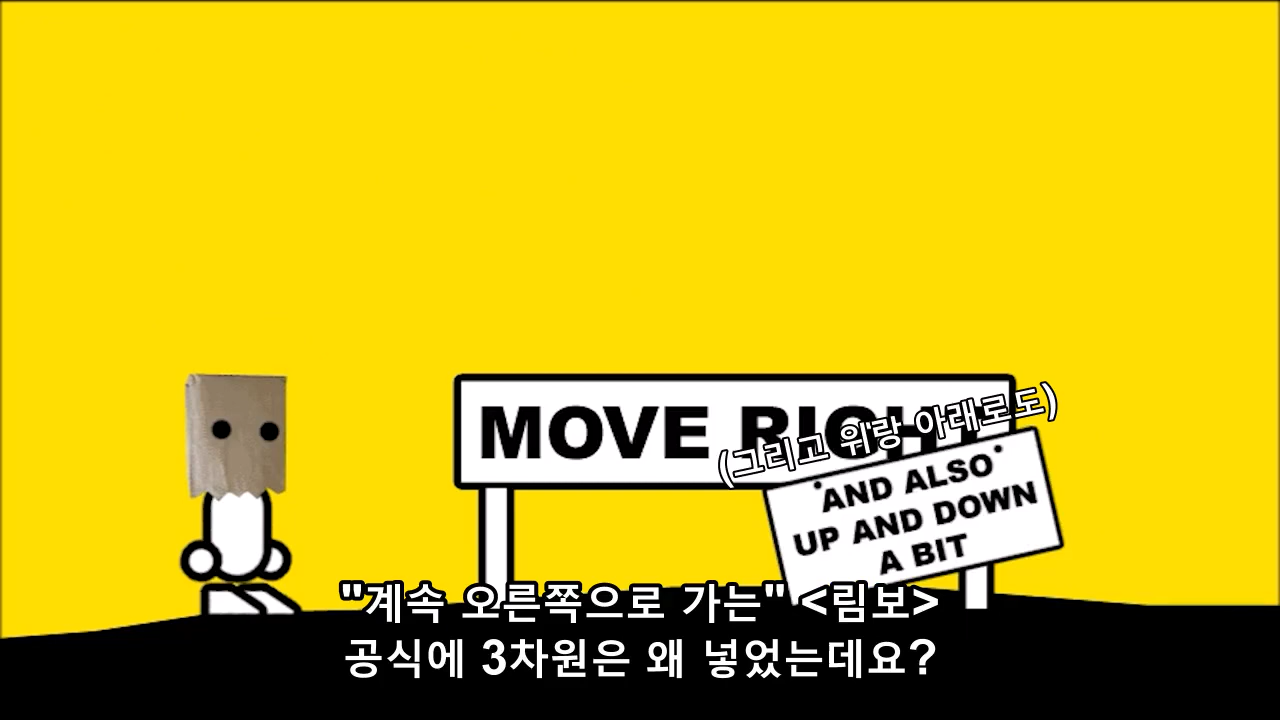 MOVE RIGHT
(그리고 위랑 아래로도)
AND ALSO
UP AND DOWN
A BIT
"계속 오른쪽으로 가는" <림보>
공식에 3차원은 왜 넣었는데요?